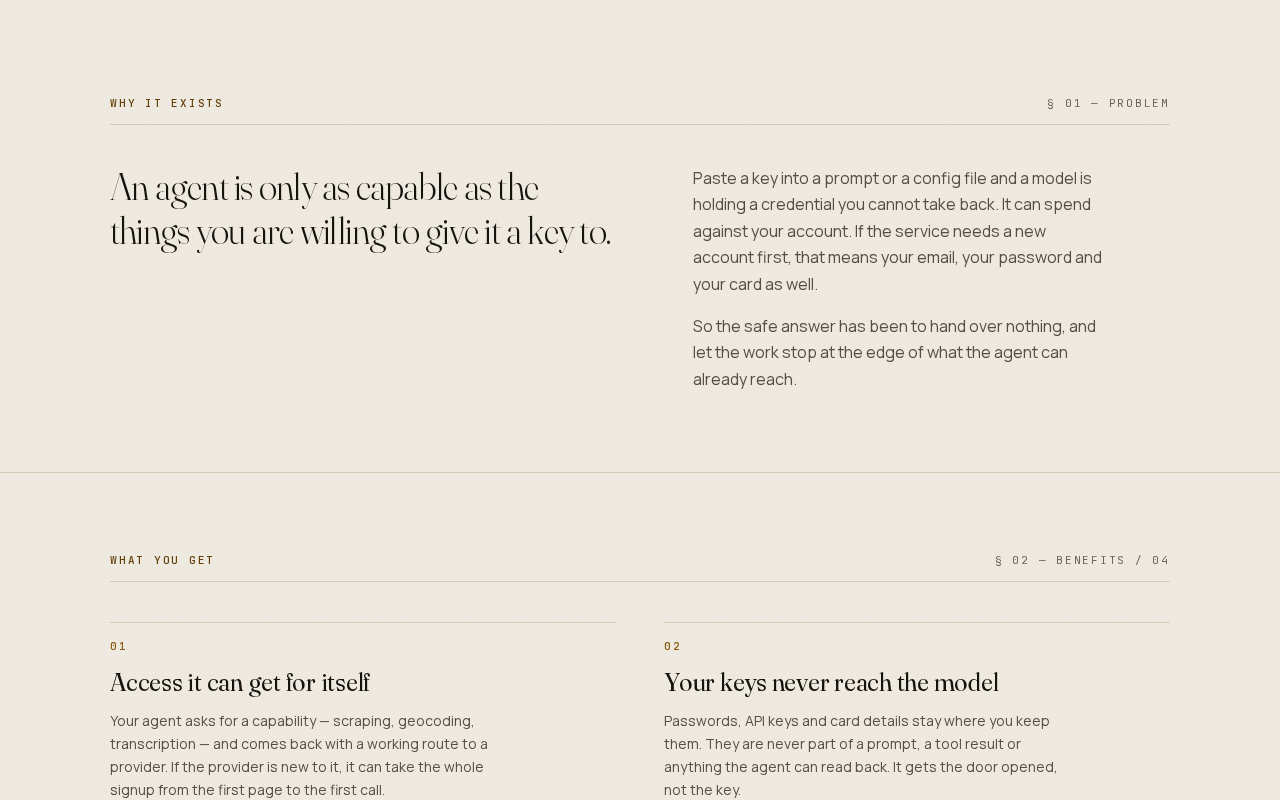 WHY IT EXISTS
§ 01 — PROBLEM
An agent is only as capable as the
things you are willing to give it a key to.
Paste a key into a prompt or a config file and a model is
holding a credential you cannot take back. It can spend
against your account. If the service needs a new
account first, that means your email, your password and
your card as well.
So the safe answer has been to hand over nothing, and
let the work stop at the edge of what the agent can
already reach.
WHAT YOU GET
§ 02 — BENEFITS / 04
01
Access it can get for itself
Your agent asks for a capability — scraping, geocoding,
transcription — and comes back with a working route to a
provider. If the provider is new to it, it can take the whole
signup from the first page to the first call.
02
Your keys never reach the model
Passwords, API keys and card details stay where you keep
them. They are never part of a prompt, a tool result or
anything the agent can read back. It gets the door opened,
not the key.